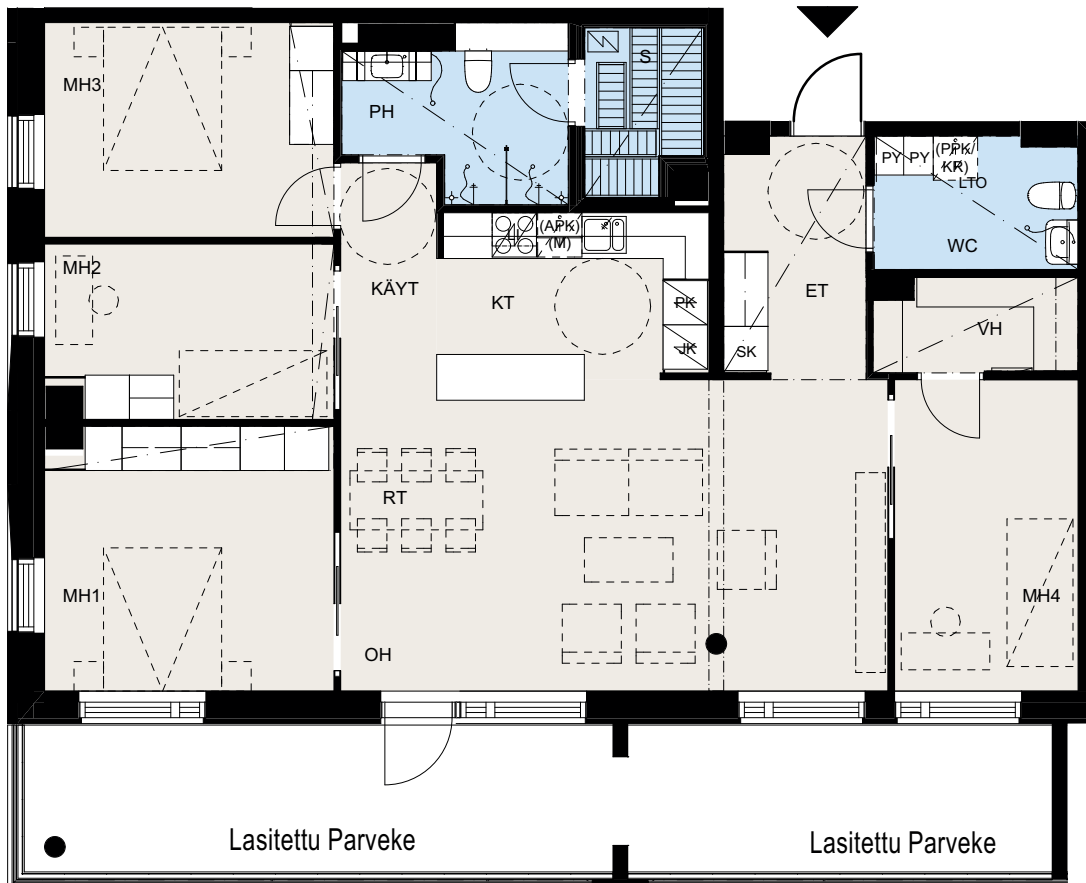 MH3
PH
S
PY PY (PPK/
KR)
LTO
WC
(APK)
(M)
MH2
KÄYT
KT
PK
ET
VH
JK
SK
RT
MH1
MH4
OH
Lasitettu Parveke
Lasitettu Parveke